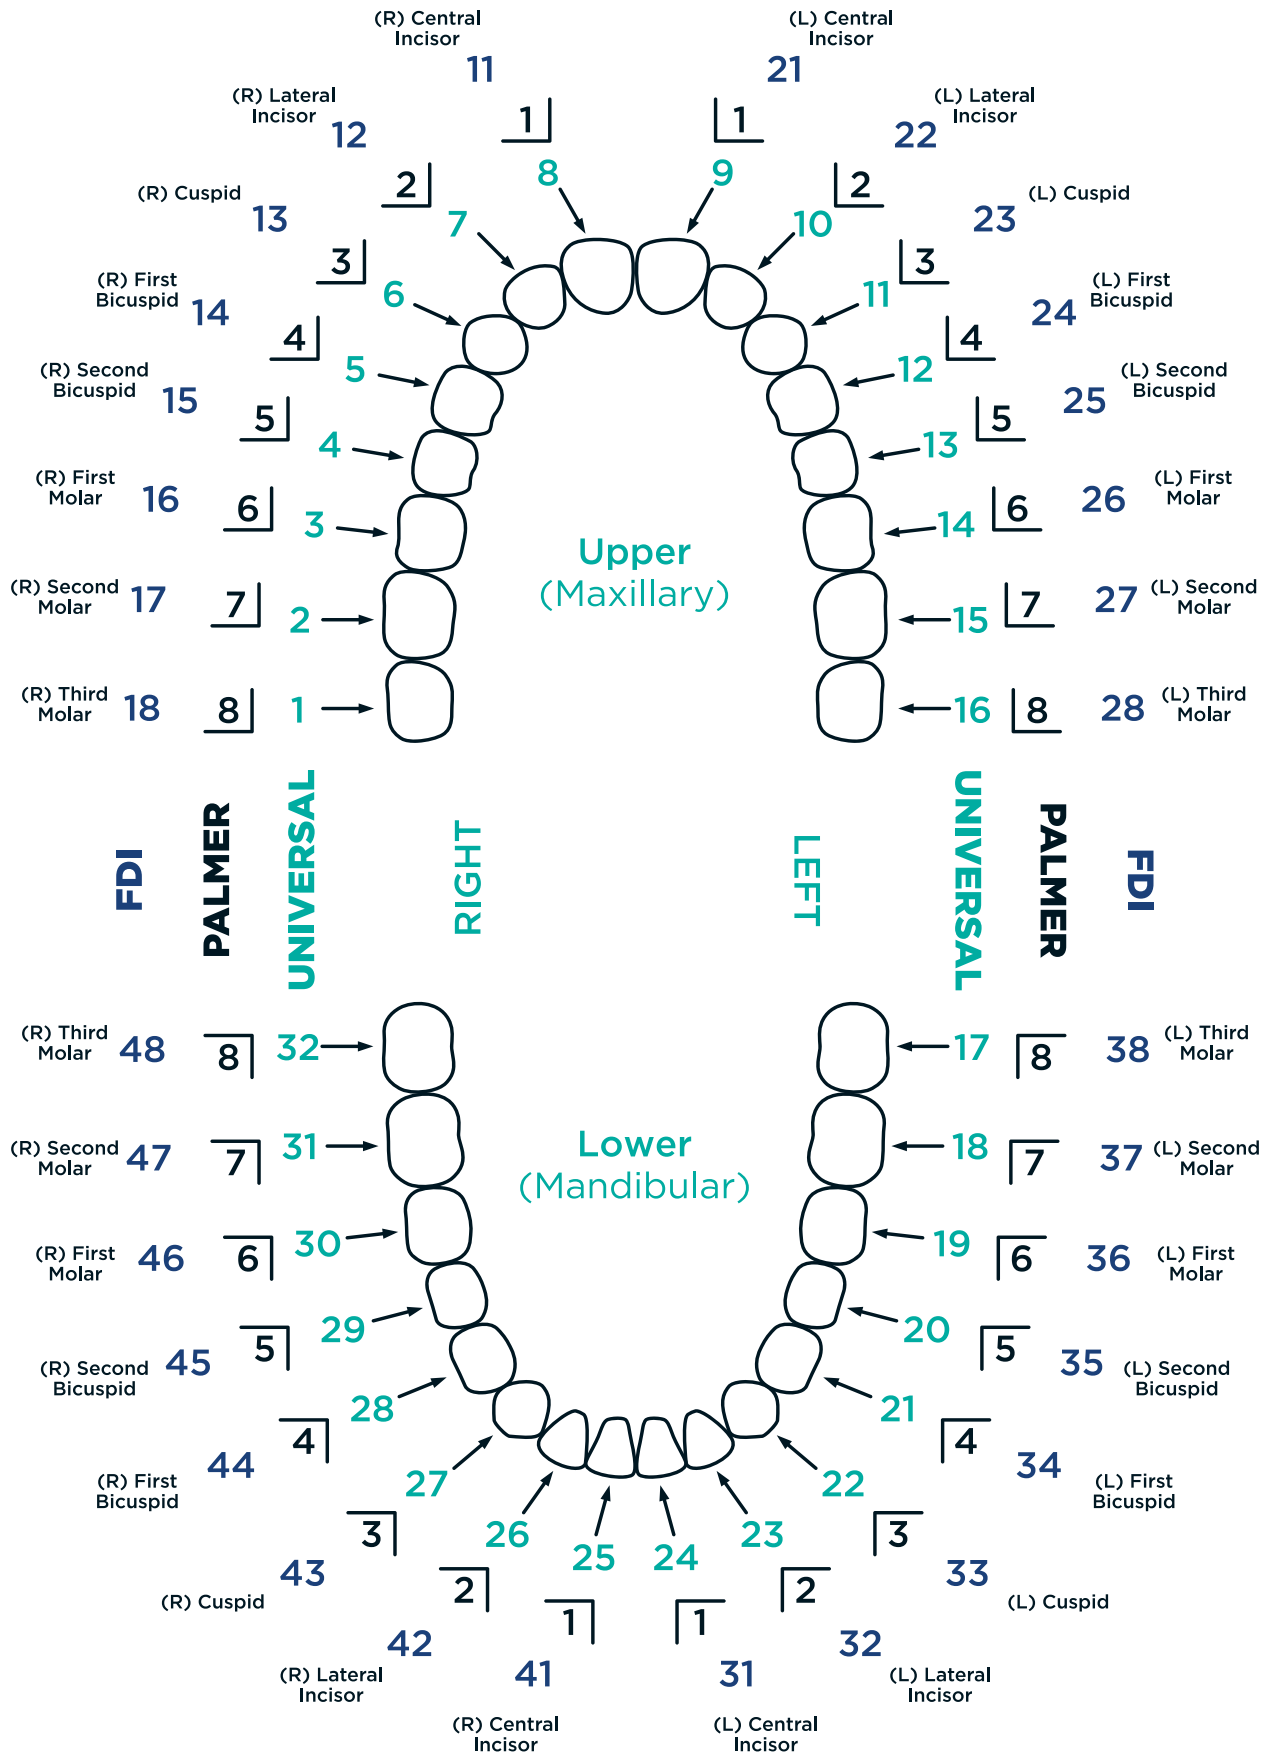 (R) Central
Incisor
(L) Central
Incisor
11
21
(R) Lateral
Incisor
(L) Lateral
Incisor
12
1
1
22
8
9
(R) Cuspid
2
2
(L) Cuspid
13
7
10
23
(R) First
Bicuspid
3
3
(L) First
Bicuspid
14
6
11
24
4
4
(R) Second
Bicuspid
5
12
(L) Second
Bicuspid
15
5
5
25
4
13
(R) First
Molar
16
6
3
14
6
26
(L) First
Molar
Upper
(Maxillary)
(R) Second
Molar
17
7
2
15
7
27
(L) Second
Molar
(R) Third
Molar
18
8
1
16
8
28
(L) Third
Molar
FDI
PALMER
UNIVERSAL
RIGHT
LEFT
UNIVERSAL
PALMER
FDI
(R) Third
Molar
48
8
32
17
8
38
(L) Third
Molar
(R) Second
Molar
47
7
31
18
7
37
(L) Second
Molar
Lower
(Mandibular)
(R) First
Molar
46
6
30
19
6
36
(L) First
Molar
29
20
(R) Second
Bicuspid
45
5
5
35
(L) Second
Bicuspid
28
21
(R) First
Bicuspid
44
4
4
34
(L) First
Bicuspid
27
22
3
3
26
23
25
24
(R) Cuspid
43
33
(L) Cuspid
2
2
1
1
(R) Lateral
Incisor
42
32
(L) Lateral
Incisor
41
31
(R) Central
Incisor
(L) Central
Incisor